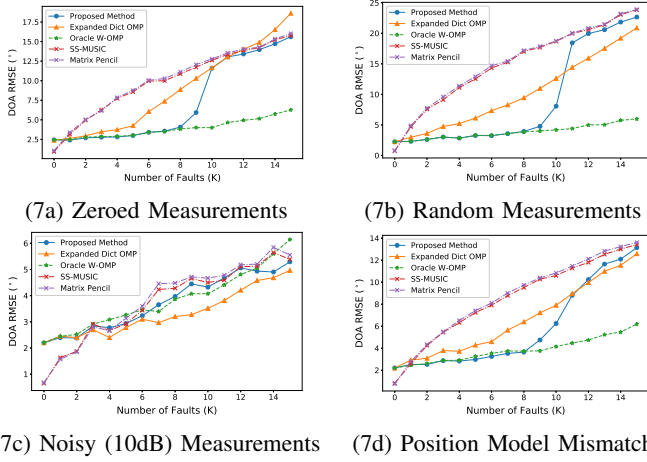 DOA RMSE (°)
17.5
15.0
12.5
10.0
7.5
5.0
2.5
Proposed Method
Expanded Dict OMP
Oracle W-OMP
SS-MUSIC
Matrix Pencil
0 2 4 6 8 10 12 14
Number of Faults (K)
(7a) Zeroed Measurements
DOA RMSE (°)
25
20
15
10
5
0
Proposed Method
Expanded Dict OMP
Oracle W-OMP
SS-MUSIC
Matrix Pencil
0 2 4 6 8 10 12 14
Number of Faults (K)
(7b) Random Measurements
DOA RMSE (°)
6
5
4
3
2
1
Proposed Method
Expanded Dict OMP
Oracle W-OMP
SS-MUSIC
Matrix Pencil
0 2 4 6 8 10 12 14
Number of Faults (K)
7c) Noisy (10dB) Measurements
DOA RMSE (°)
14
12
10
8
6
4
2
Proposed Method
Expanded Dict OMP
Oracle W-OMP
SS-MUSIC
Matrix Pencil
0 2 4 6 8 10 12 14
Number of Faults (K)
(7d) Position Model Mismatc